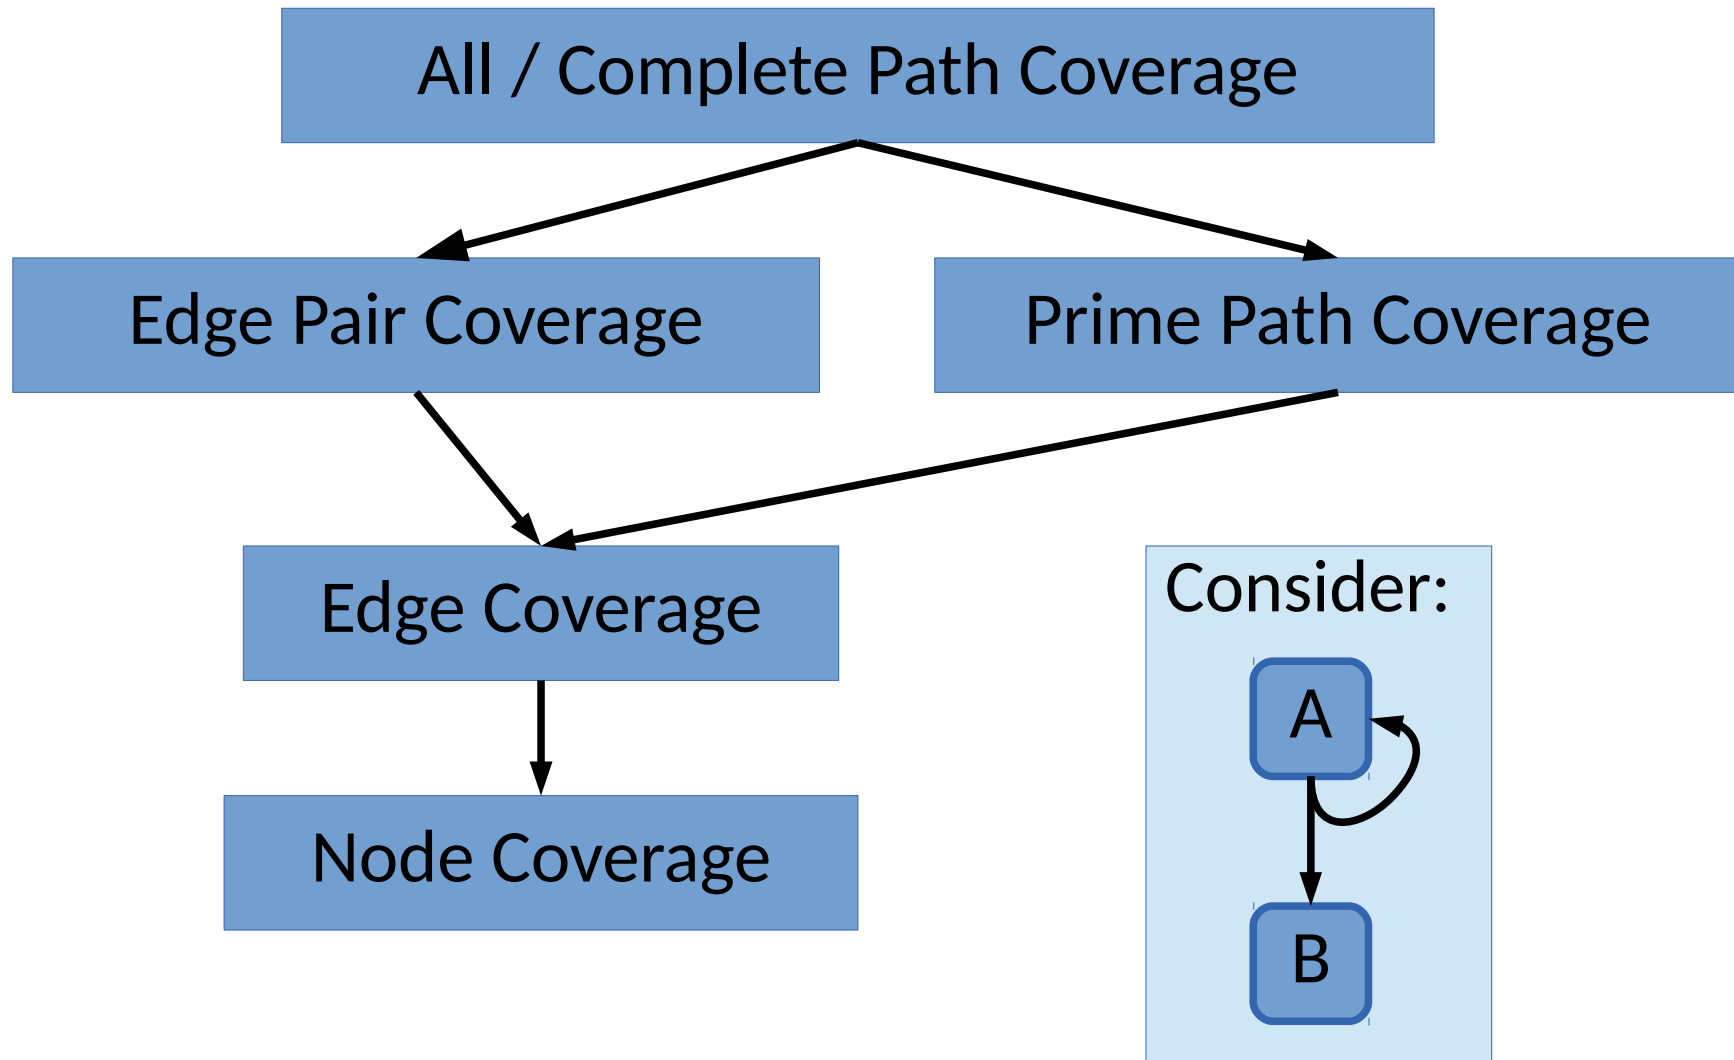 All / Complete Path Coverage
Edge Pair Coverage
Prime Path Coverage
Edge Coverage
Consider:
A
Node Coverage
B